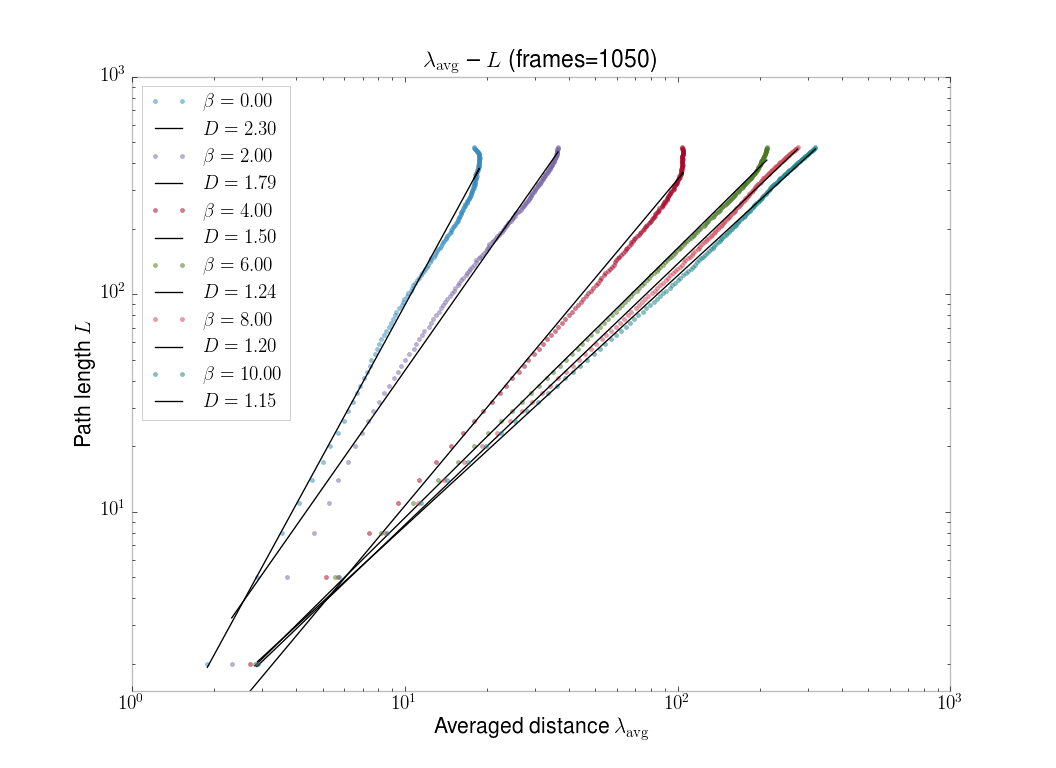 λavg − L (frames=1050)
10³
10²
10¹
Path length L
β = 0.00
D = 2.30
β = 2.00
D = 1.79
β = 4.00
D = 1.50
β = 6.00
D = 1.24
β = 8.00
D = 1.20
β = 10.00
D = 1.15
10⁰ 10¹ 10² 10³
Averaged distance λavg